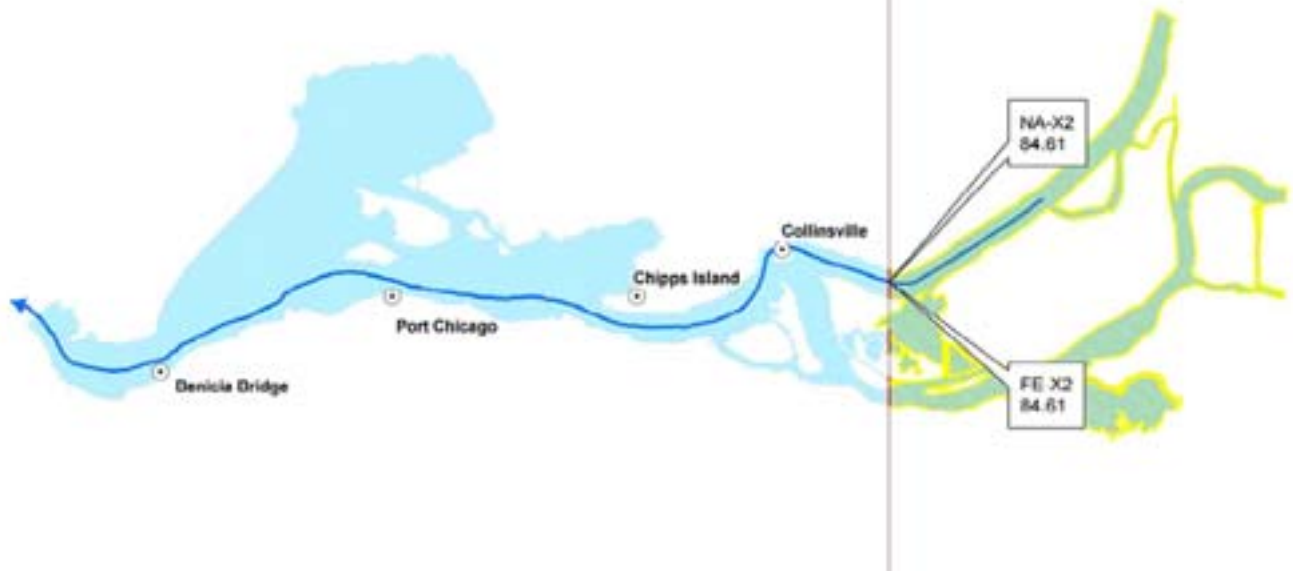 NA-X2
84.61
Collinsville
Chipps Island
Port Chicago
Benicia Bridge
FE X2
84.61